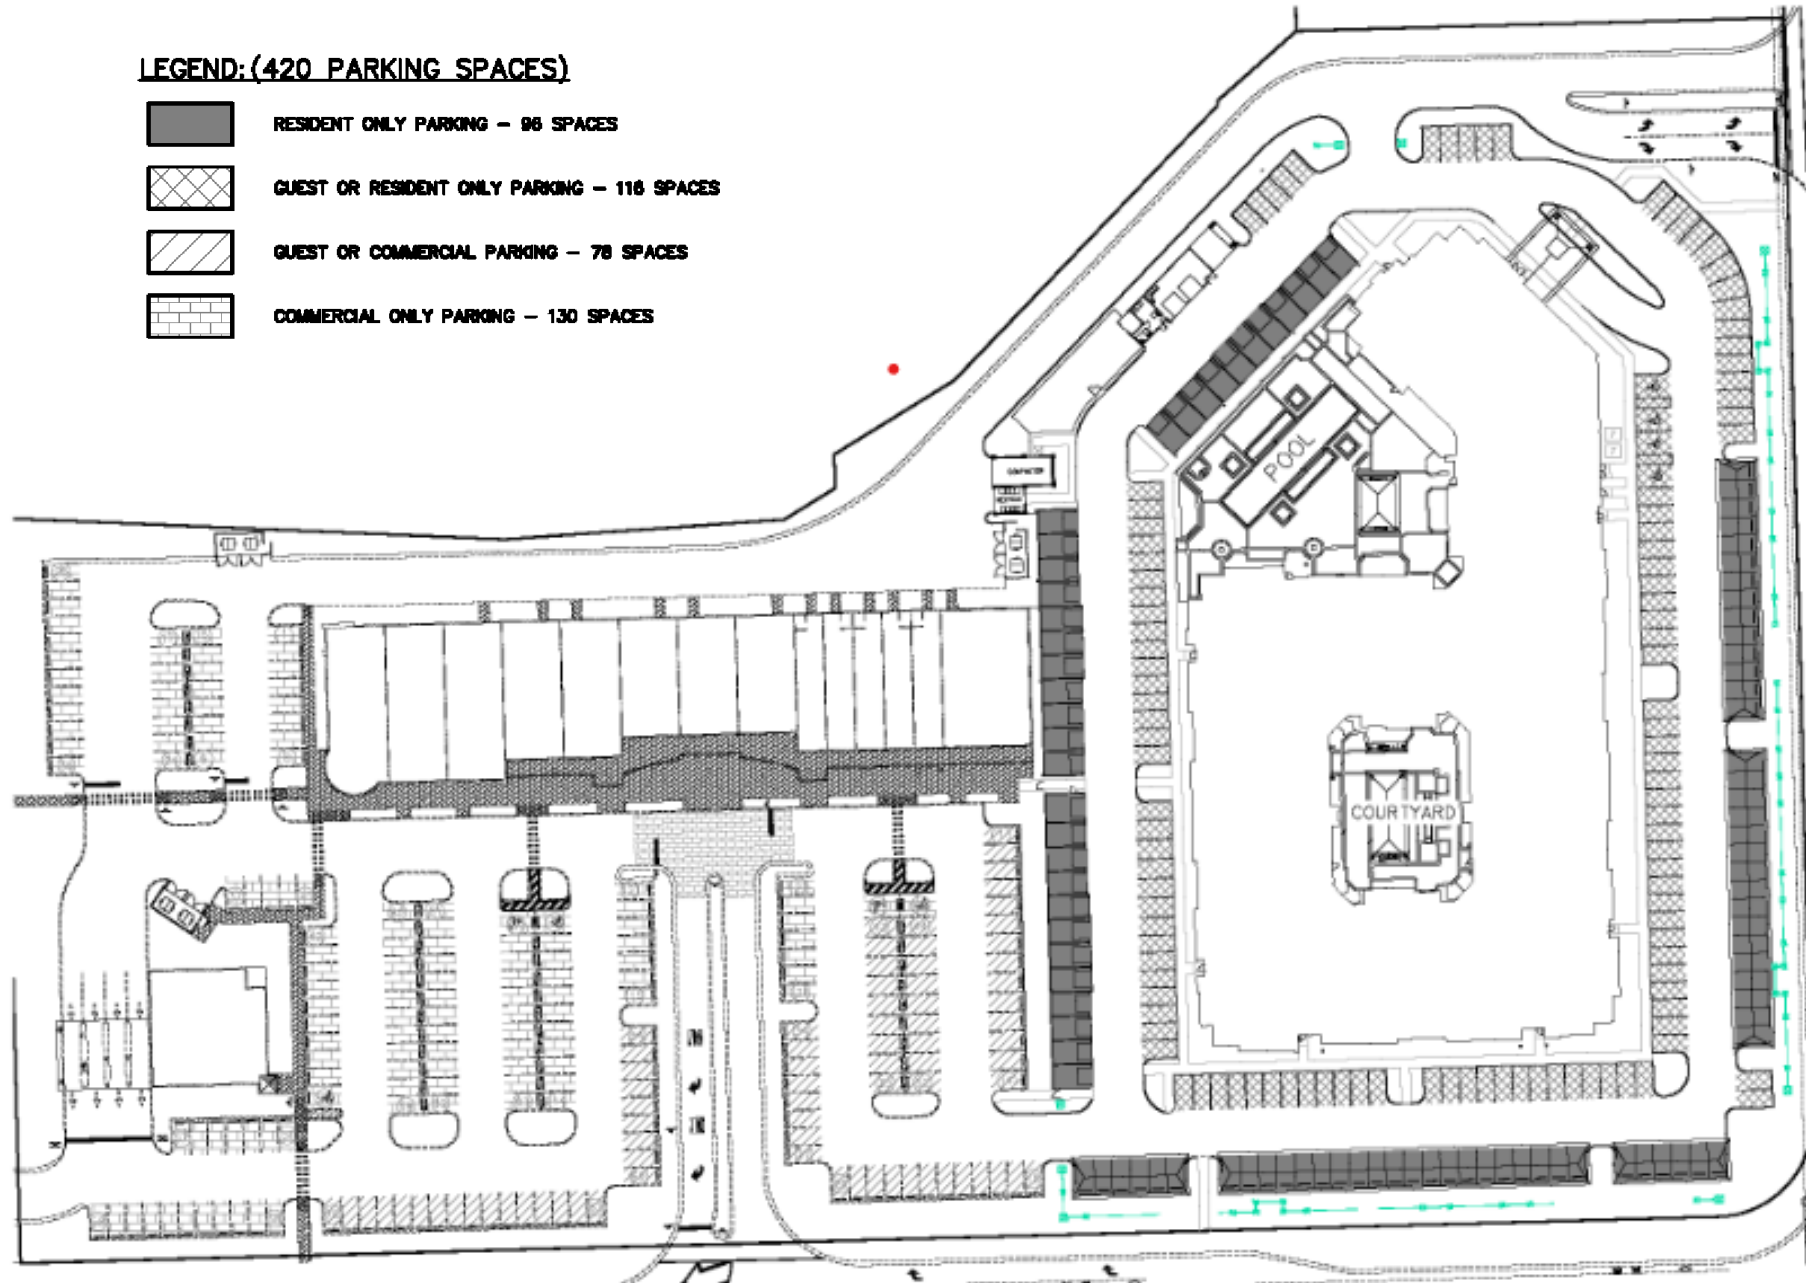 LEGEND: (420 PARKING SPACES)
RESIDENT ONLY PARKING - 96 SPACES
GUEST OR RESIDENT ONLY PARKING - 116 SPACES
GUEST OR COMMERCIAL PARKING - 78 SPACES
COMMERCIAL ONLY PARKING - 130 SPACES
POOL
COMPACTOR
COURTYARD